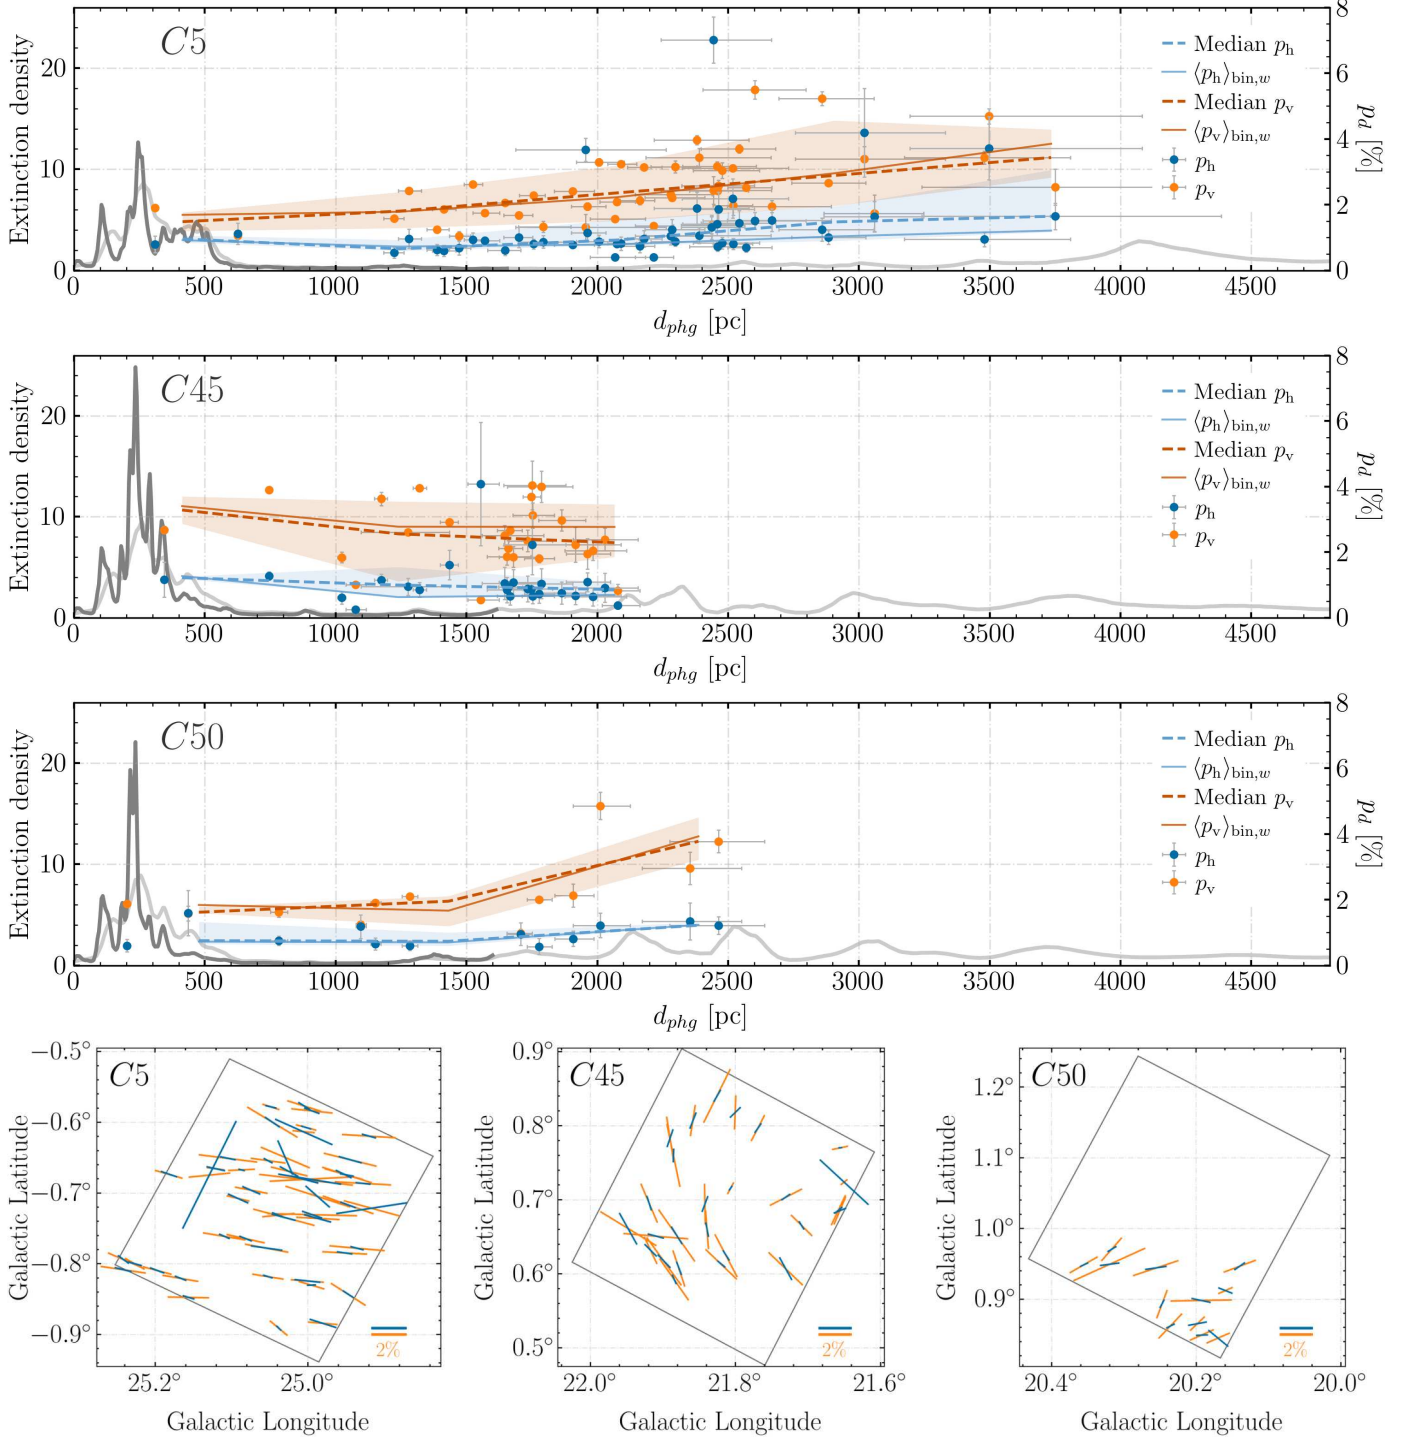 C5
Extinction density
20
10
0
8
6
4
2
0
p_d [%]
Median p_h
⟨p_h⟩_bin,w
Median p_v
⟨p_v⟩_bin,w
p_h
p_v
0 500 1000 1500 2000 2500 3000 3500 4000 4500
d_phg [pc]
C45
Extinction density
20
10
0
8
6
4
2
0
p_d [%]
Median p_h
⟨p_h⟩_bin,w
Median p_v
⟨p_v⟩_bin,w
p_h
p_v
0 500 1000 1500 2000 2500 3000 3500 4000 4500
d_phg [pc]
C50
Extinction density
20
10
0
8
6
4
2
0
p_d [%]
Median p_h
⟨p_h⟩_bin,w
Median p_v
⟨p_v⟩_bin,w
p_h
p_v
0 500 1000 1500 2000 2500 3000 3500 4000 4500
d_phg [pc]
C5
Galactic Latitude
−0.5°
−0.6°
−0.7°
−0.8°
−0.9°
2%
25.2° 25.0°
Galactic Longitude
C45
Galactic Latitude
0.9°
0.8°
0.7°
0.6°
0.5°
2%
22.0° 21.8° 21.6°
Galactic Longitude
C50
Galactic Latitude
1.2°
1.1°
1.0°
0.9°
2%
20.4° 20.2° 20.0°
Galactic Longitude